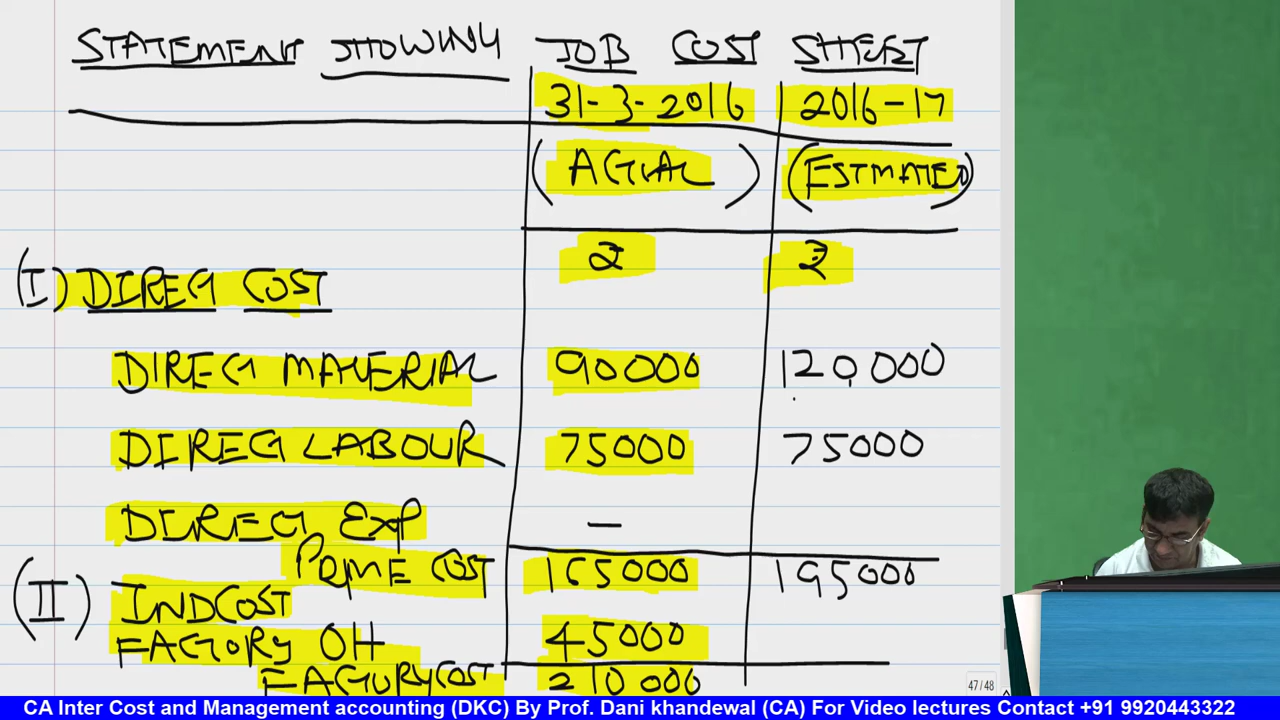 STATEMENT SHOWING JOB COST SHEET
31-3-2016 2016-17
(ACTUAL) (ESTIMATED)
₹ ₹
(I) DIRECT COST
DIRECT MATERIAL 90000 120000
DIRECT LABOUR 75000 75000
DIRECT EXP —
PRIME COST 165000 195000
(II) IND COST
FACTORY OH 45000
FACTORY COST 210000
47/48
CA Inter Cost and Management accounting (DKC) By Prof. Dani khandewal (CA) For Video lectures Contact +91 9920443322